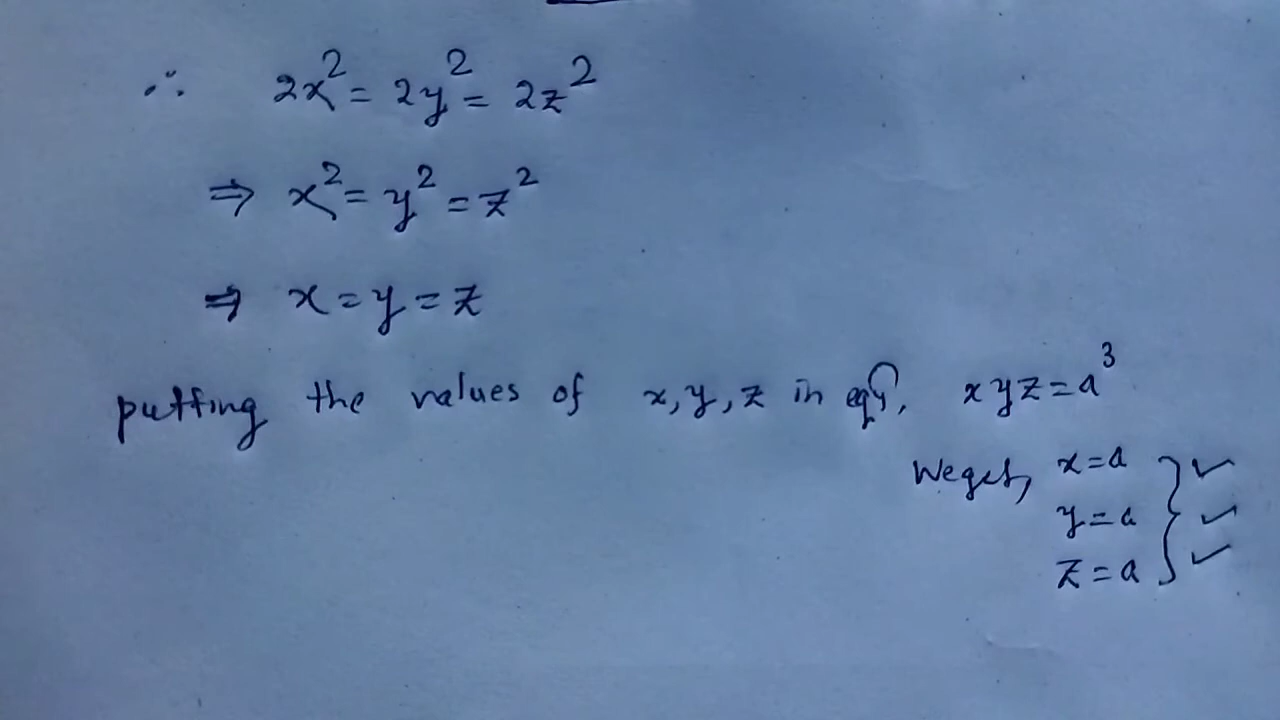 ∴ 2x² = 2y² = 2z²
⇒ x² = y² = z²
⇒ x = y = z
putting the values of x, y, z in eqⁿ, xyz = a³
We get, x = a
y = a
z = a